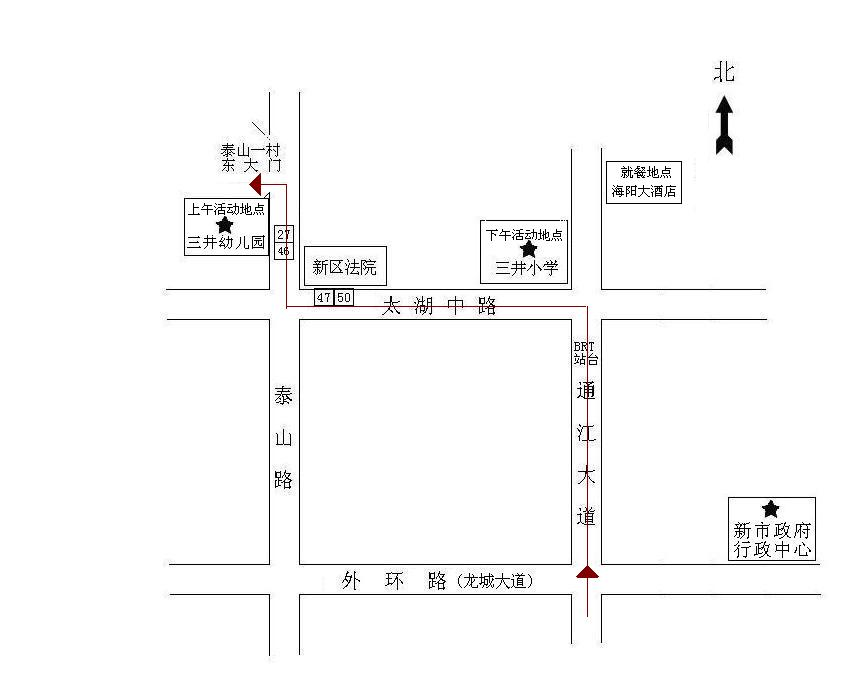 北
泰山一村
东大门
就餐地点
海阳大酒店
上午活动地点
三井幼儿园
27
46
下午活动地点
三井小学
新区法院
47 50
太湖中路
BRT
站台
泰山路
通江大道
新市政府
行政中心
外环路(龙城大道)